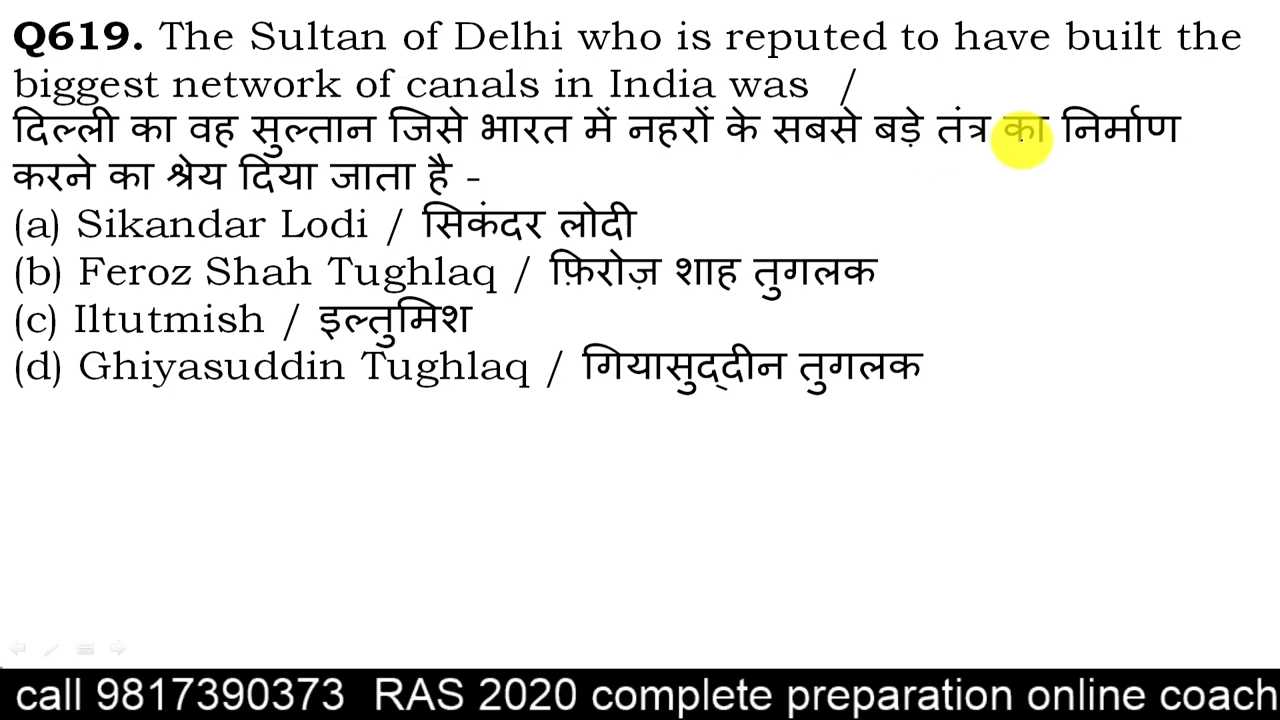 Q619. The Sultan of Delhi who is reputed to have built the
biggest network of canals in India was /
दिल्ली का वह सुल्तान जिसे भारत में नहरों के सबसे बड़े तंत्र का निर्माण
करने का श्रेय दिया जाता है -
(a) Sikandar Lodi / सिकंदर लोदी
(b) Feroz Shah Tughlaq / फ़िरोज़ शाह तुगलक
(c) Iltutmish / इल्तुमिश
(d) Ghiyasuddin Tughlaq / गियासुद्दीन तुगलक
call 9817390373 RAS 2020 complete preparation online coach